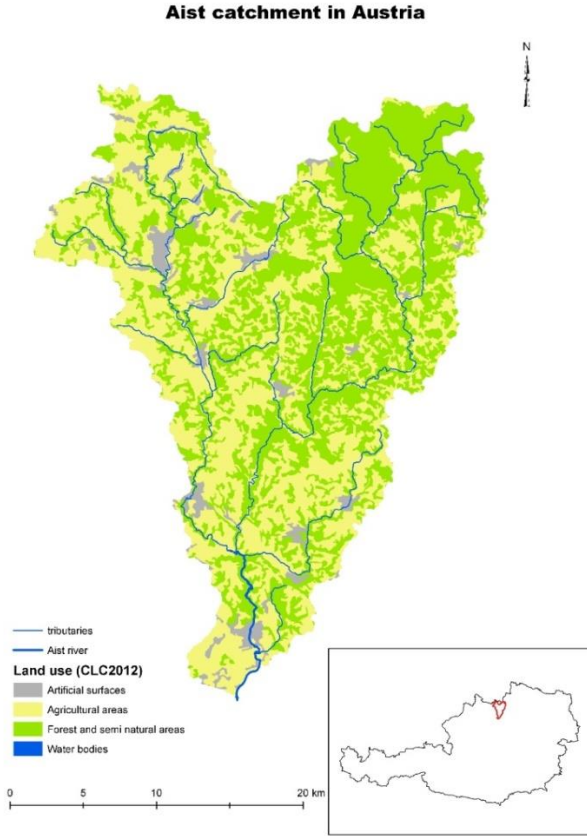 Aist catchment in Austria
N
tributaries
Aist river
Land use (CLC2012)
Artificial surfaces
Agricultural areas
Forest and semi natural areas
Water bodies
0 10 20 km